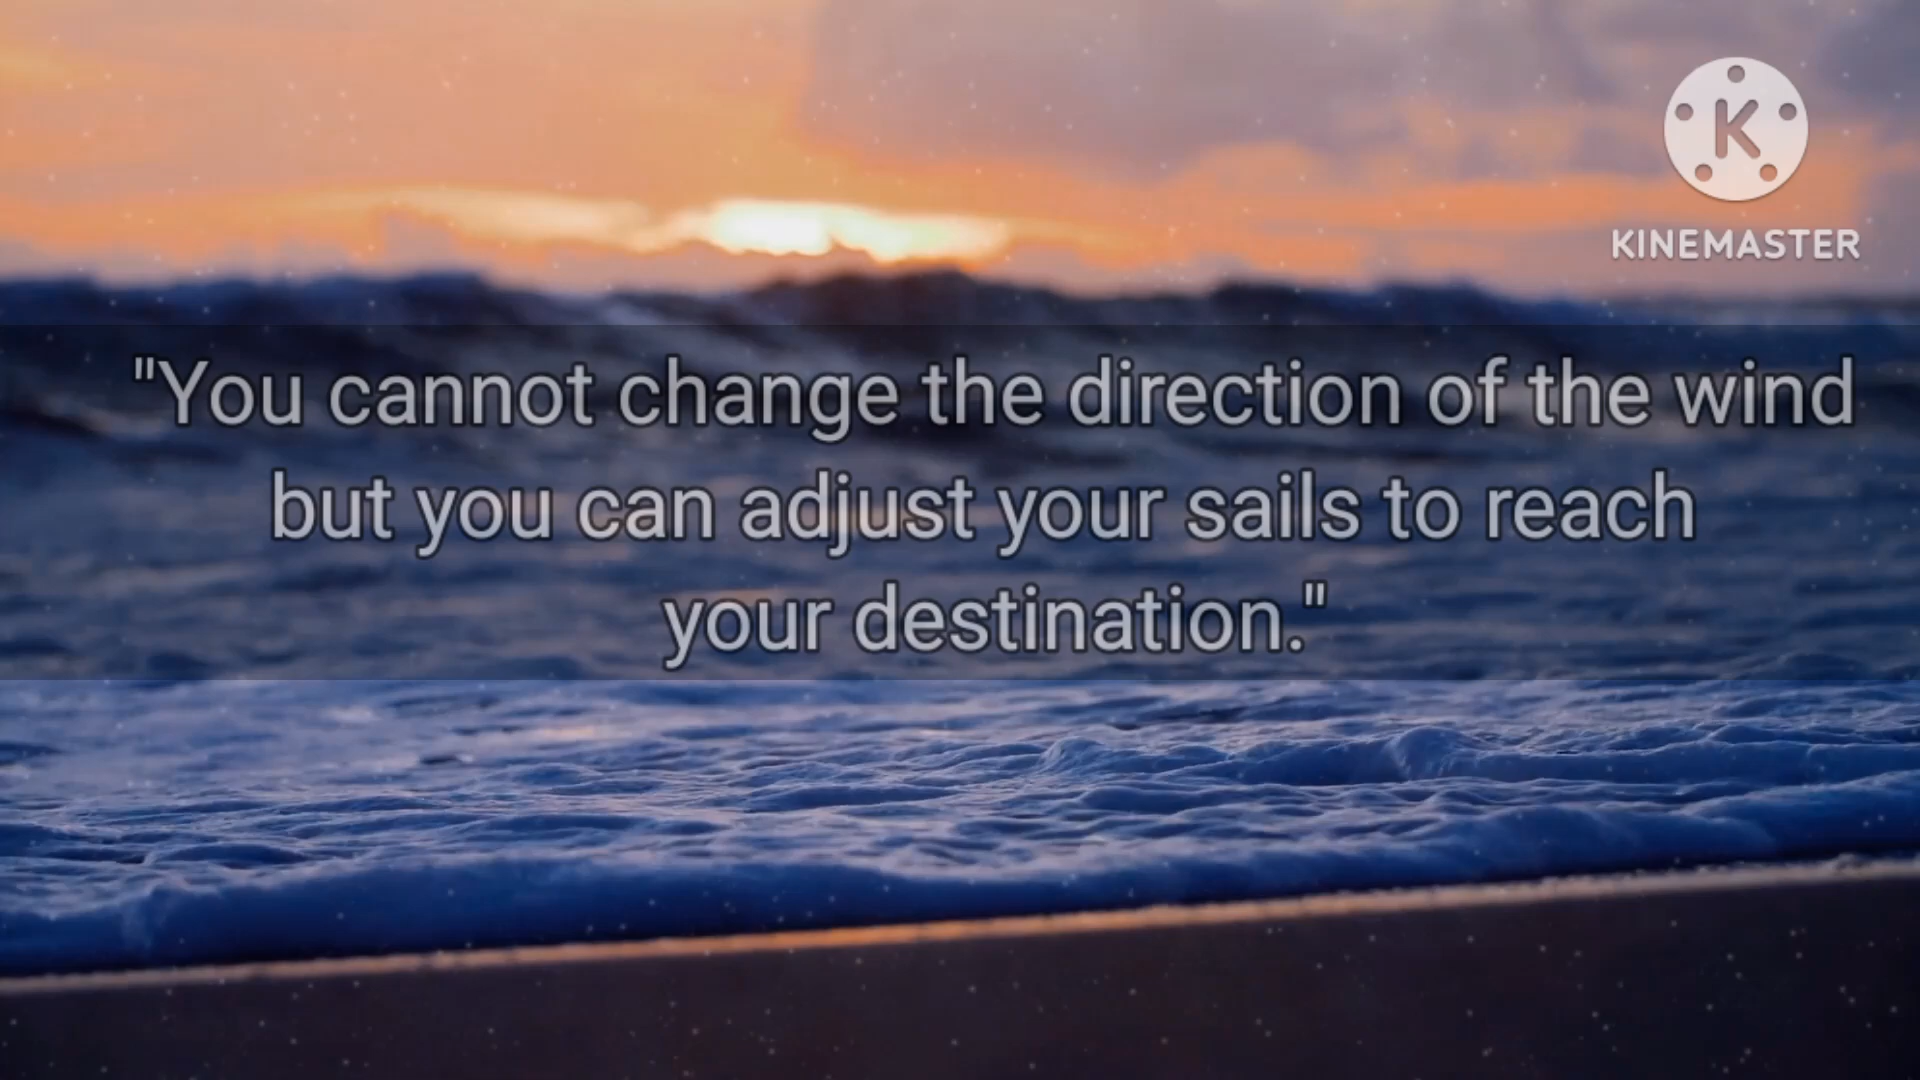 K
KINEMASTER
"You cannot change the direction of the wind
but you can adjust your sails to reach
your destination."